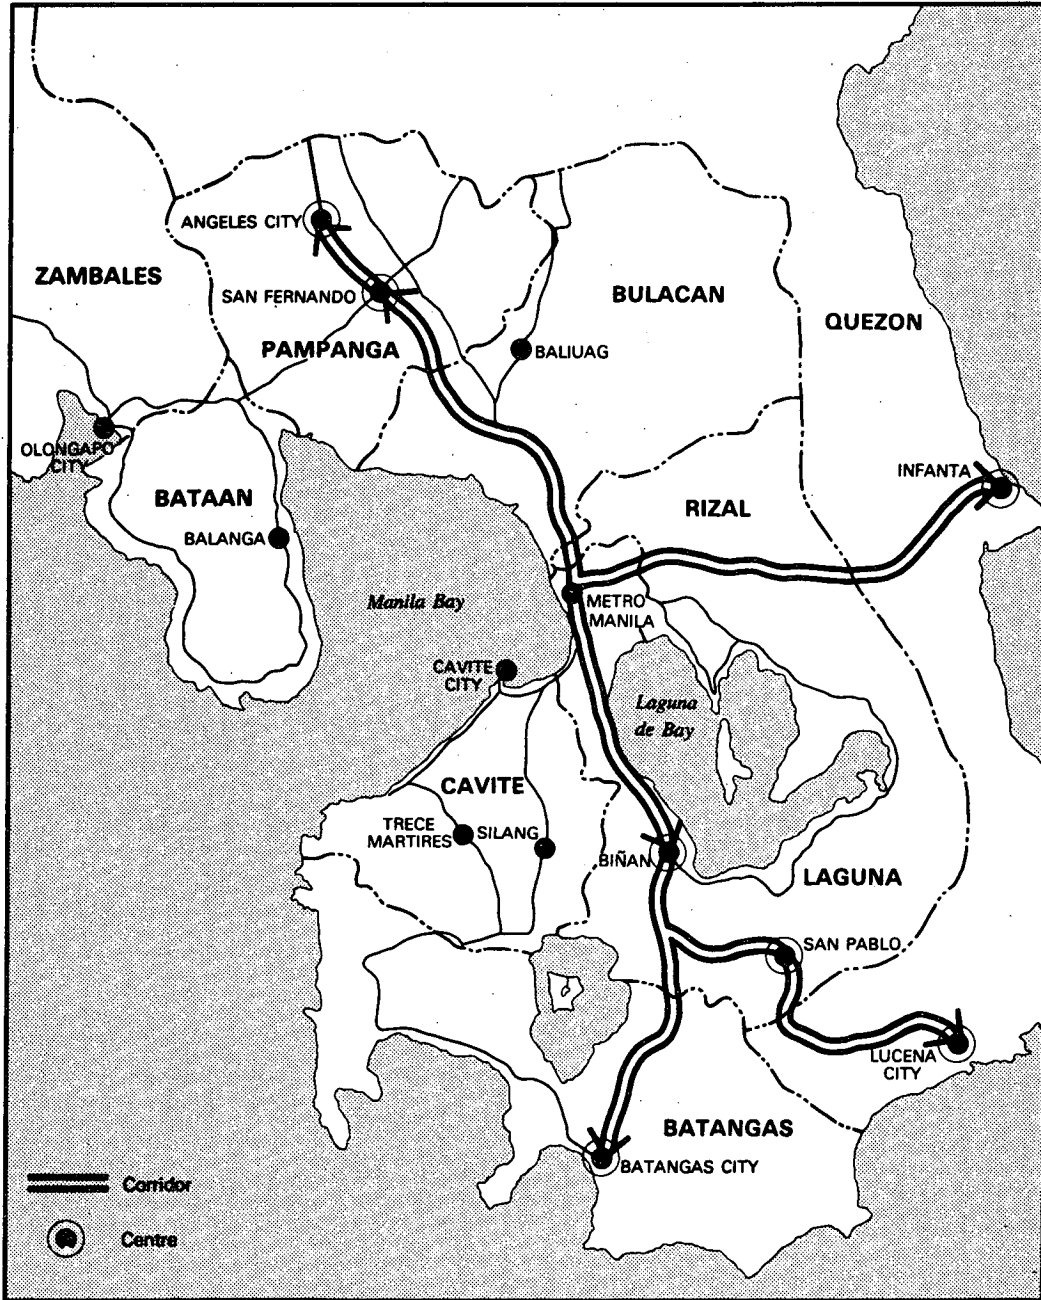 ANGELES CITY
ZAMBALES
SAN FERNANDO
BULACAN
QUEZON
PAMPANGA
BALIUAG
OLONGAPO
CITY
INFANTA
BATAAN
RIZAL
BALANGA
Manila Bay
METRO
MANILA
CAVITE
CITY
Laguna
de Bay
CAVITE
TRECE
MARTIRES
SILANG
BIÑAN
LAGUNA
SAN PABLO
LUCENA
CITY
BATANGAS
BATANGAS CITY
Corridor
Centre